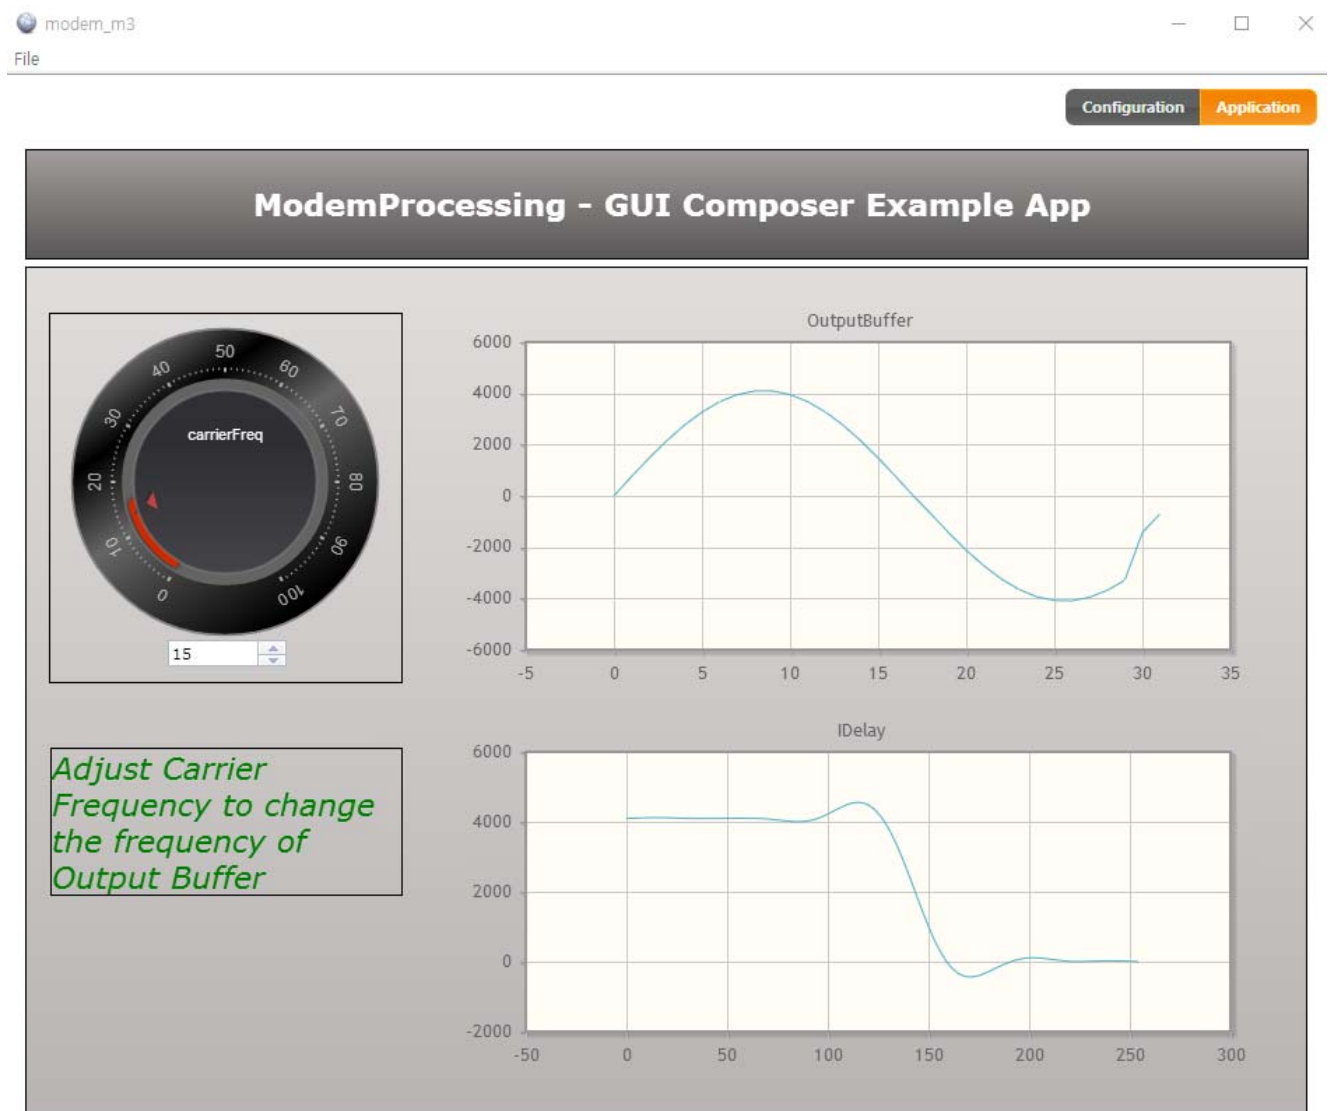 modem_m3
File
Configuration Application
ModemProcessing - GUI Composer Example App
0 10 20 30 40 50 60 70 80 90 100
carrierFreq
15
OutputBuffer
6000
4000
2000
0
-2000
-4000
-6000
-5 0 5 10 15 20 25 30 35
Adjust Carrier
Frequency to change
the frequency of
Output Buffer
IDelay
6000
4000
2000
0
-2000
-50 0 50 100 150 200 250 300